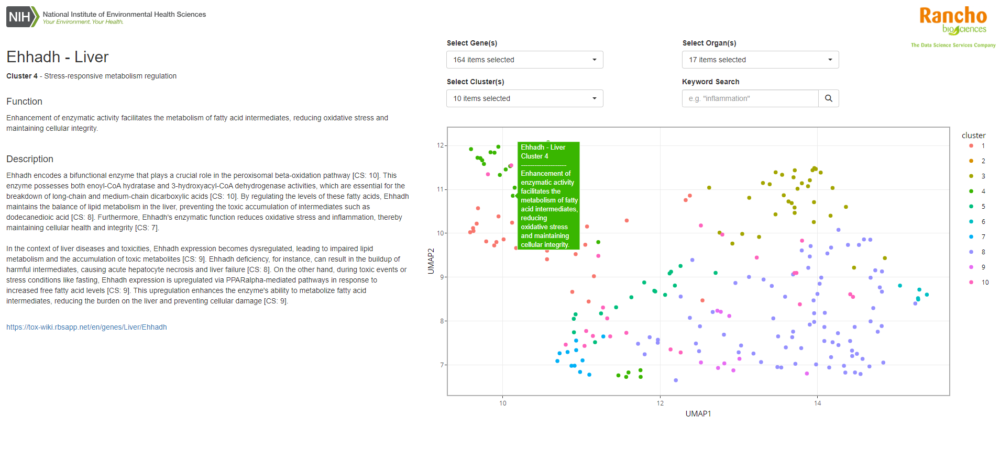 NIH National Institute of Environmental Health Sciences
Your Environment. Your Health.
Rancho
biosciences
The Data Science Services Company
Ehhadh - Liver
Cluster 4 - Stress-responsive metabolism regulation
Function
Enhancement of enzymatic activity facilitates the metabolism of fatty acid intermediates, reducing oxidative stress and
maintaining cellular integrity.
Description
Ehhadh encodes a bifunctional enzyme that plays a crucial role in the peroxisomal beta-oxidation pathway [CS: 10]. This
enzyme possesses both enoyl-CoA hydratase and 3-hydroxyacyl-CoA dehydrogenase activities, which are essential for the
breakdown of long-chain and medium-chain dicarboxylic acids [CS: 10]. By regulating the levels of these fatty acids, Ehhadh
maintains the balance of lipid metabolism in the liver, preventing the toxic accumulation of intermediates such as
dodecanedioic acid [CS: 8]. Furthermore, Ehhadh's enzymatic function reduces oxidative stress and inflammation, thereby
maintaining cellular health and integrity [CS: 7].
In the context of liver diseases and toxicities, Ehhadh expression becomes dysregulated, leading to impaired lipid
metabolism and the accumulation of toxic metabolites [CS: 9]. Ehhadh deficiency, for instance, can result in the buildup of
harmful intermediates, causing acute hepatocyte necrosis and liver failure [CS: 8]. On the other hand, during toxic events or
stress conditions like fasting, Ehhadh expression is upregulated via PPARalpha-mediated pathways in response to
increased free fatty acid levels [CS: 9]. This upregulation enhances the enzyme's ability to metabolize fatty acid
intermediates, reducing the burden on the liver and preventing cellular damage [CS: 9].
https://tox-wiki.rbsapp.net/en/genes/Liver/Ehhadh
Select Gene(s)
164 items selected
Select Organ(s)
17 items selected
Select Cluster(s)
10 items selected
Keyword Search
e.g. "inflammation"
UMAP2
12
11
10
9
8
7
Ehhadh - Liver
Cluster 4
--------------------
Enhancement of
enzymatic activity
facilitates the
metabolism of fatty
acid intermediates,
reducing
oxidative stress
and maintaining
cellular integrity.
10
12
14
UMAP1
cluster
1
2
3
4
5
6
7
8
9
10